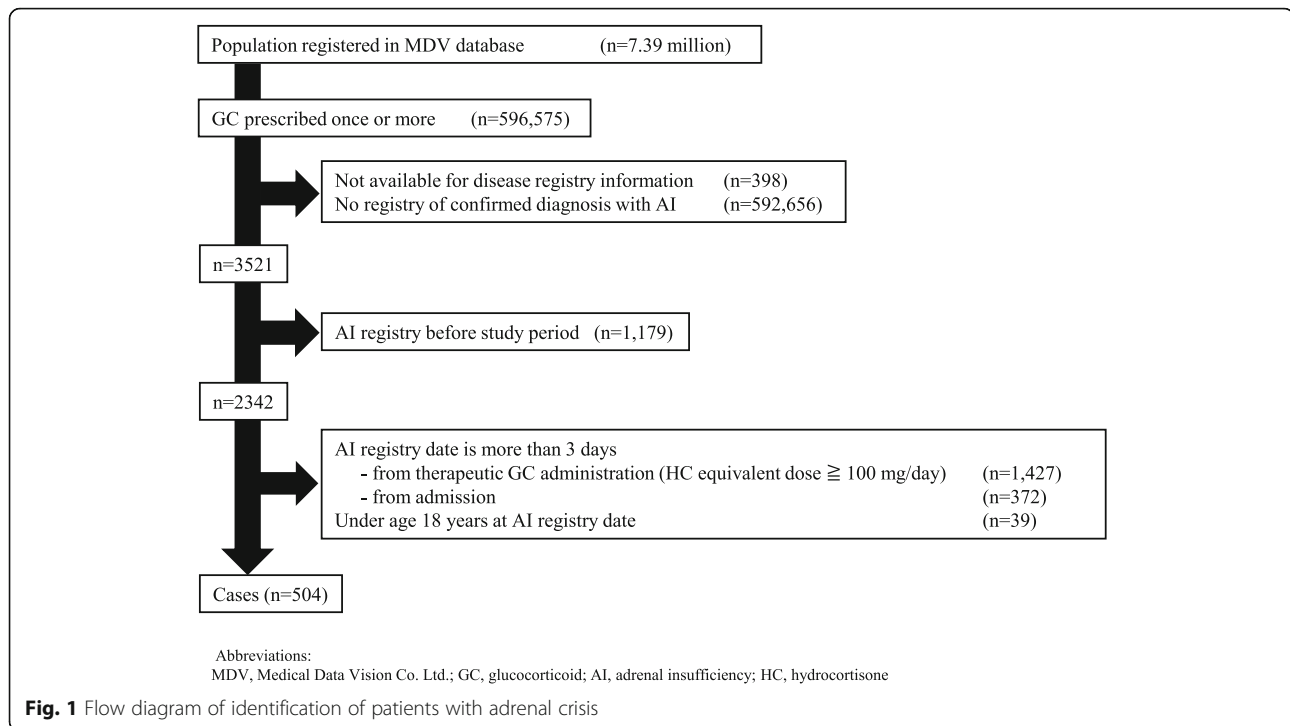 Population registered in MDV database (n=7.39 million)
GC prescribed once or more (n=596,575)
Not available for disease registry information (n=398)
No registry of confirmed diagnosis with AI (n=592,656)
n=3521
AI registry before study period (n=1,179)
n=2342
AI registry date is more than 3 days
- from therapeutic GC administration (HC equivalent dose ≧ 100 mg/day) (n=1,427)
- from admission (n=372)
Under age 18 years at AI registry date (n=39)
Cases (n=504)
Abbreviations:
MDV, Medical Data Vision Co. Ltd.; GC, glucocorticoid; AI, adrenal insufficiency; HC, hydrocortisone
Fig. 1 Flow diagram of identification of patients with adrenal crisis